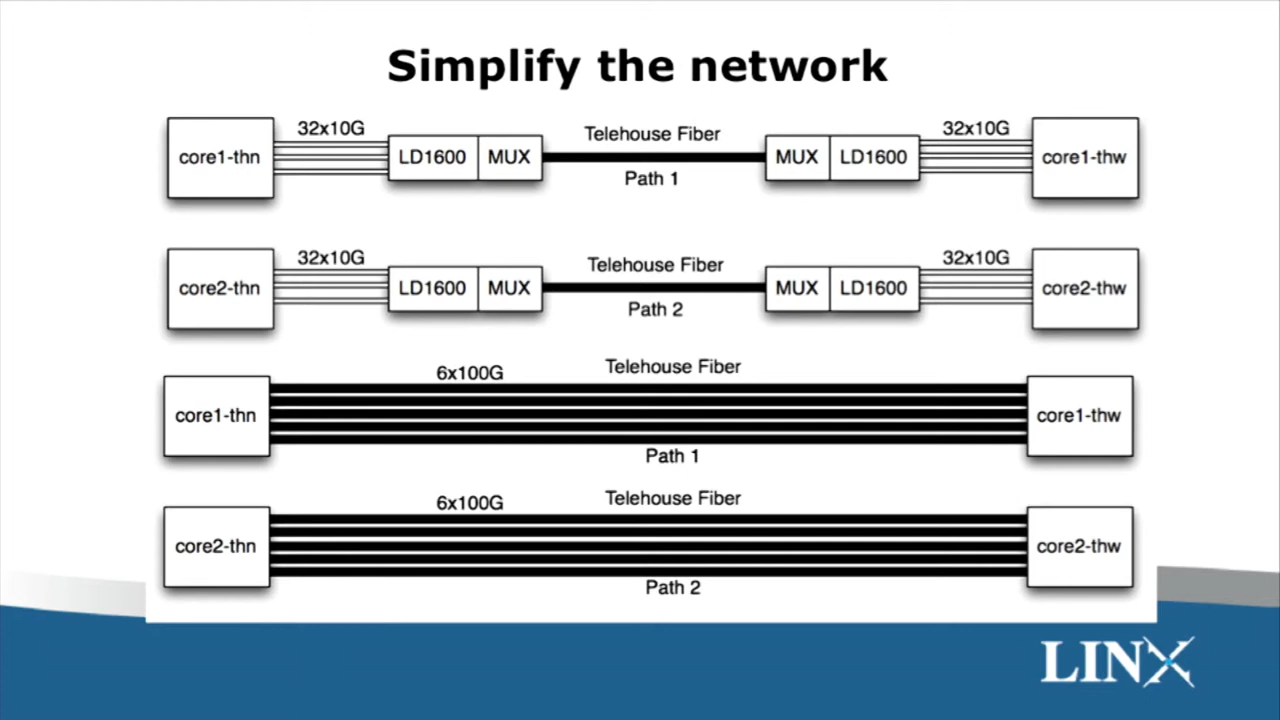 Simplify the network
32x10G
Telehouse Fiber
32x10G
core1-thn
LD1600
MUX
MUX
LD1600
core1-thw
Path 1
32x10G
Telehouse Fiber
32x10G
core2-thn
LD1600
MUX
MUX
LD1600
core2-thw
Path 2
6x100G
Telehouse Fiber
core1-thn
core1-thw
Path 1
6x100G
Telehouse Fiber
core2-thn
core2-thw
Path 2
LINX